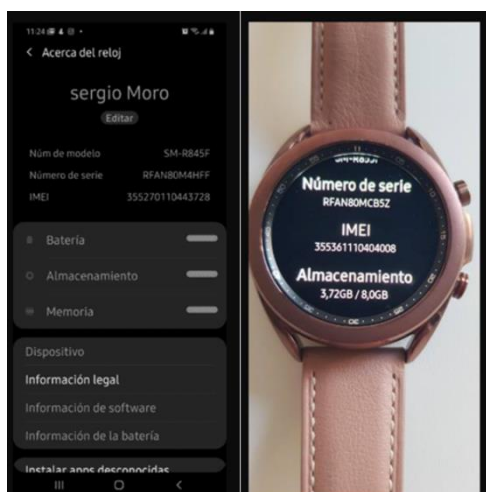 11:24
Acerca del reloj
sergio Moro
Editar
Núm de modelo SM-R845F
Número de serie RFAN80M4HFF
IMEI 355270110443728
Batería
Almacenamiento
Memoria
Dispositivo
Información legal
Información de software
Información de la batería
Instalar apps desconocidas
Número de serie
RFAN80MCB5Z
IMEI
355361110404008
Almacenamiento
3,72GB / 8,0GB